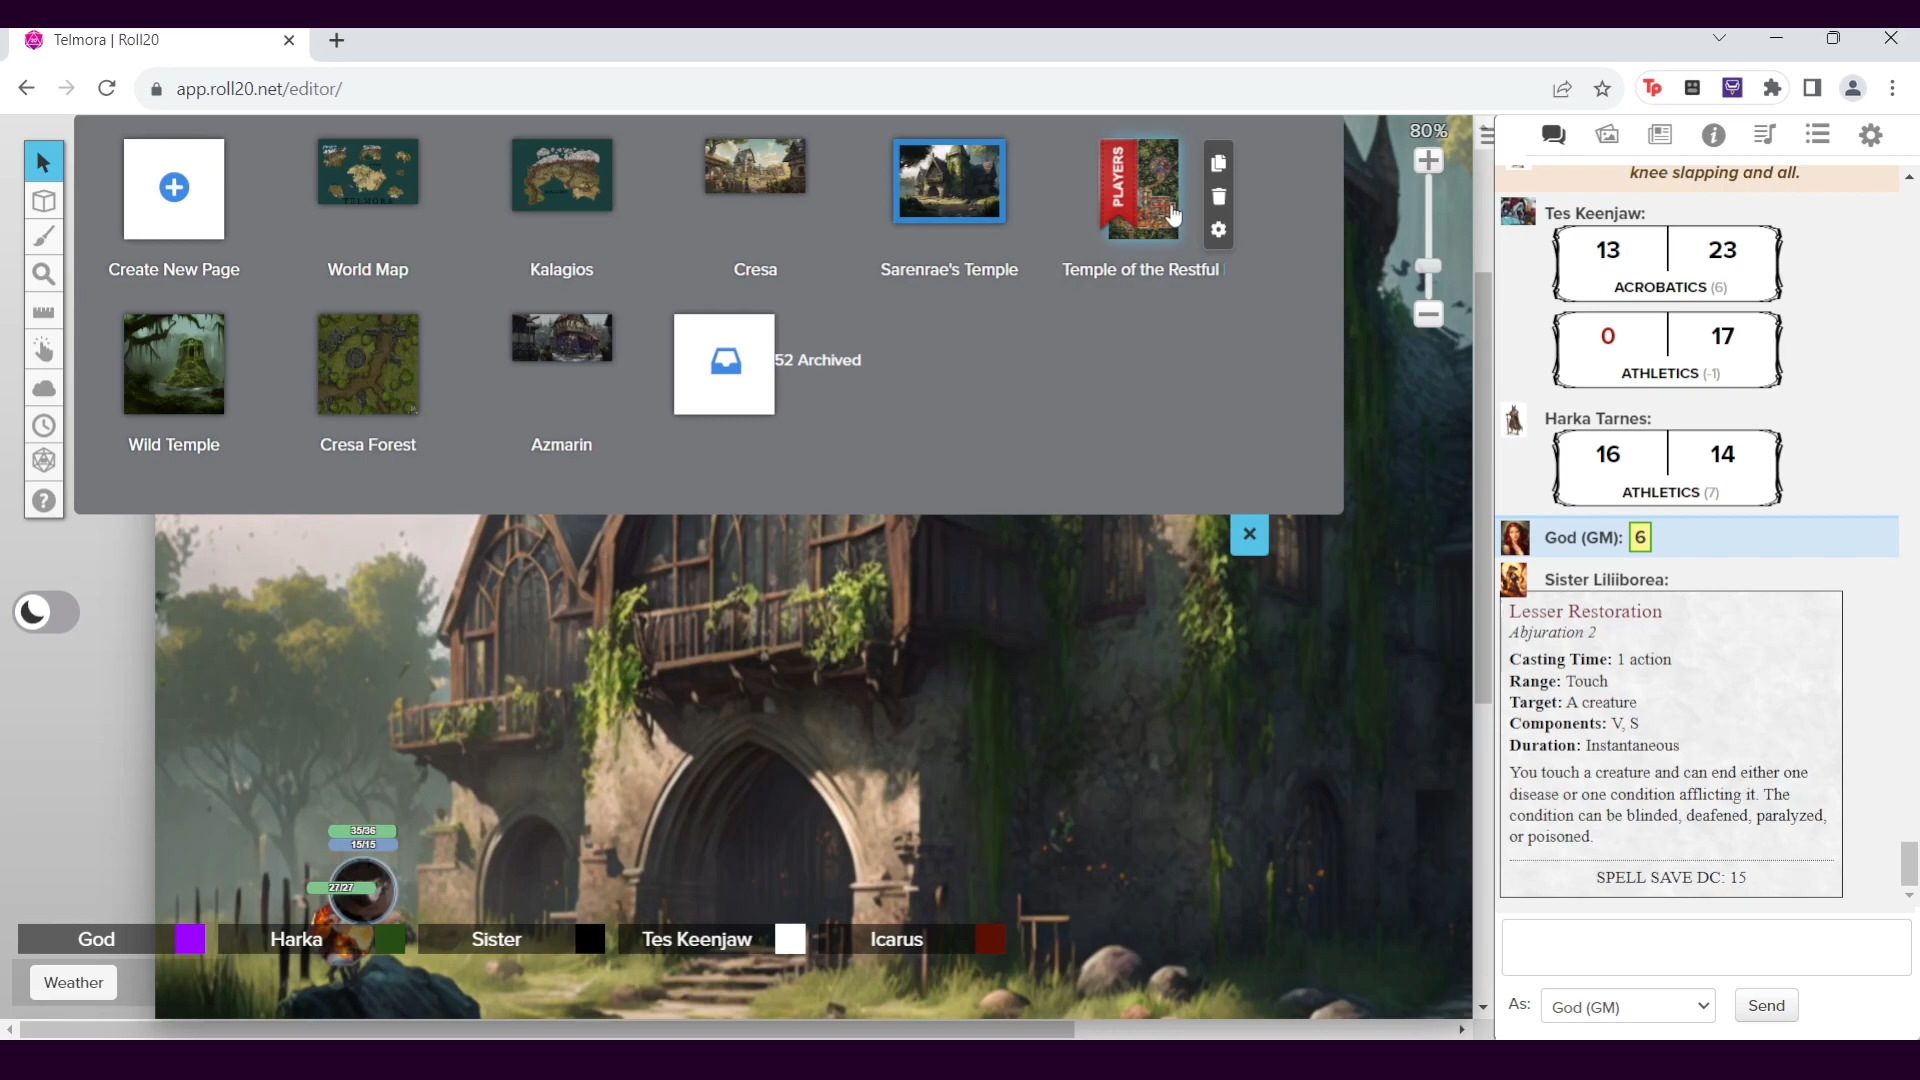 Telmora | Roll20
app.roll20.net/editor/
Tp
80%
PLAYERS
Create New Page
World Map
Kalagios
Cresa
Sarenrae's Temple
Temple of the Restful
TELMORA
Wild Temple
Cresa Forest
Azmarin
52 Archived
35/36
15/15
27/27
God
Harka
Sister
Tes Keenjaw
Icarus
Weather
knee slapping and all.
Tes Keenjaw:
13 23
ACROBATICS (6)
0 17
ATHLETICS (-1)
Harka Tarnes:
16 14
ATHLETICS (7)
God (GM): 6
Sister Liliiborea:
Lesser Restoration
Abjuration 2
Casting Time: 1 action
Range: Touch
Target: A creature
Components: V, S
Duration: Instantaneous
You touch a creature and can end either one
disease or one condition afflicting it. The
condition can be blinded, deafened, paralyzed,
or poisoned.
SPELL SAVE DC: 15
As: God (GM) Send